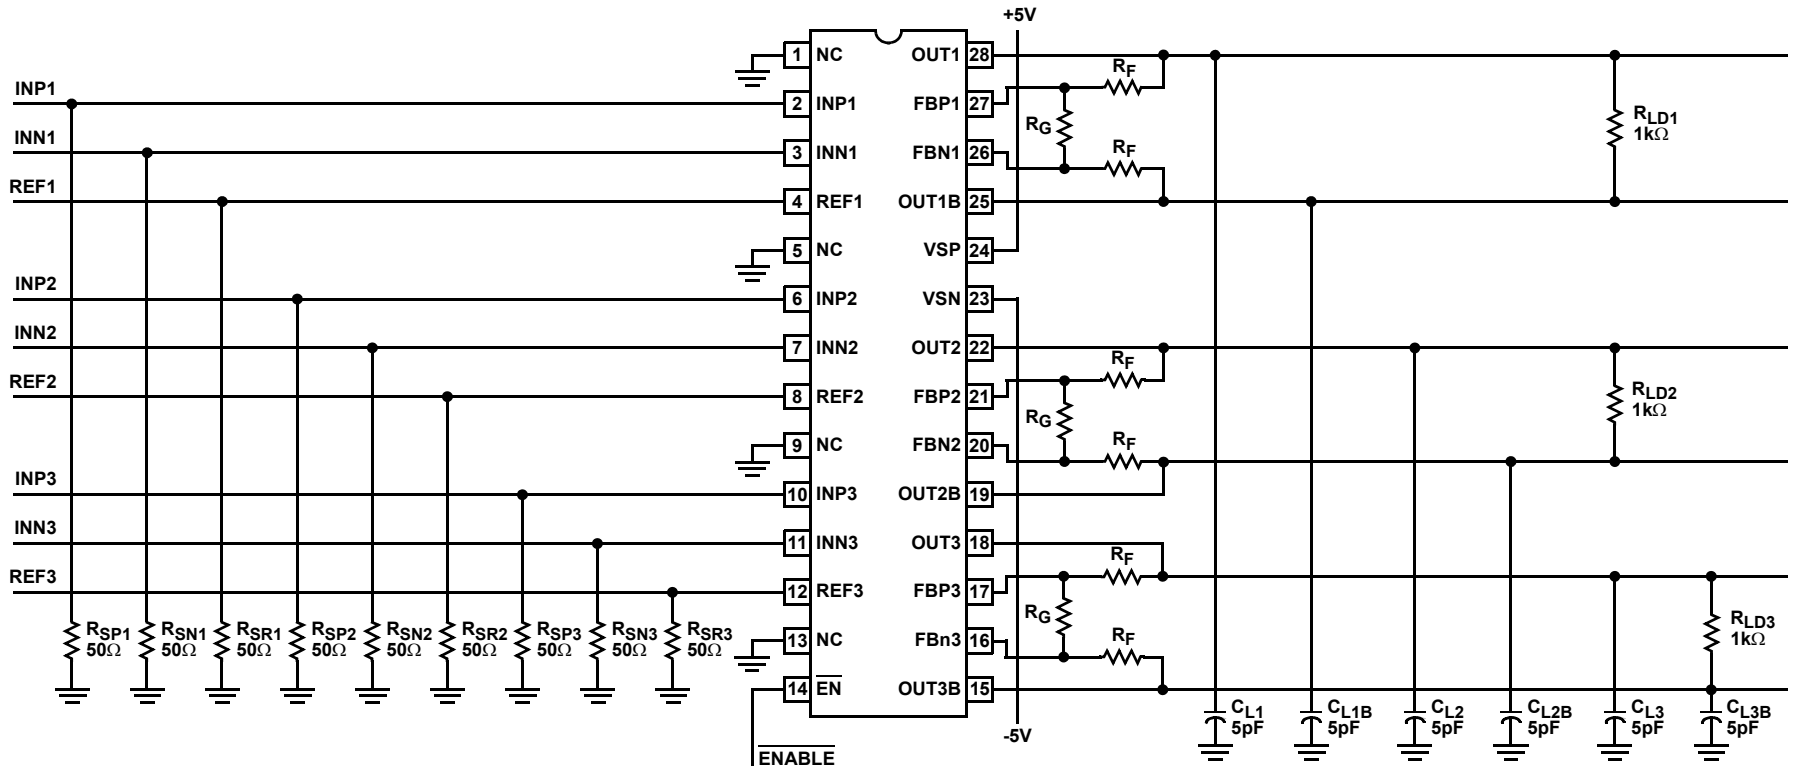 +5V
1 NC OUT1 28
INP1
2 INP1 FBP1 27
RF
RG
INN1
3 INN1 FBN1 26
RF
RLD1
1kΩ
REF1
4 REF1 OUT1B 25
5 NC VSP 24
INP2
6 INP2 VSN 23
INN2
7 INN2 OUT2 22
RF
REF2
8 REF2 FBP2 21
RG
RLD2
1kΩ
9 NC FBN2 20
RF
INP3
10 INP3 OUT2B 19
INN3
11 INN3 OUT3 18
RF
REF3
12 REF3 FBP3 17
RG
13 NC FBn3 16
RF
RLD3
1kΩ
14 EN OUT3B 15
RSP1
50Ω
RSN1
50Ω
RSR1
50Ω
RSP2
50Ω
RSN2
50Ω
RSR2
50Ω
RSP3
50Ω
RSN3
50Ω
RSR3
50Ω
-5V
ENABLE
CL1
5pF
CL1B
5pF
CL2
5pF
CL2B
5pF
CL3
5pF
CL3B
5pF